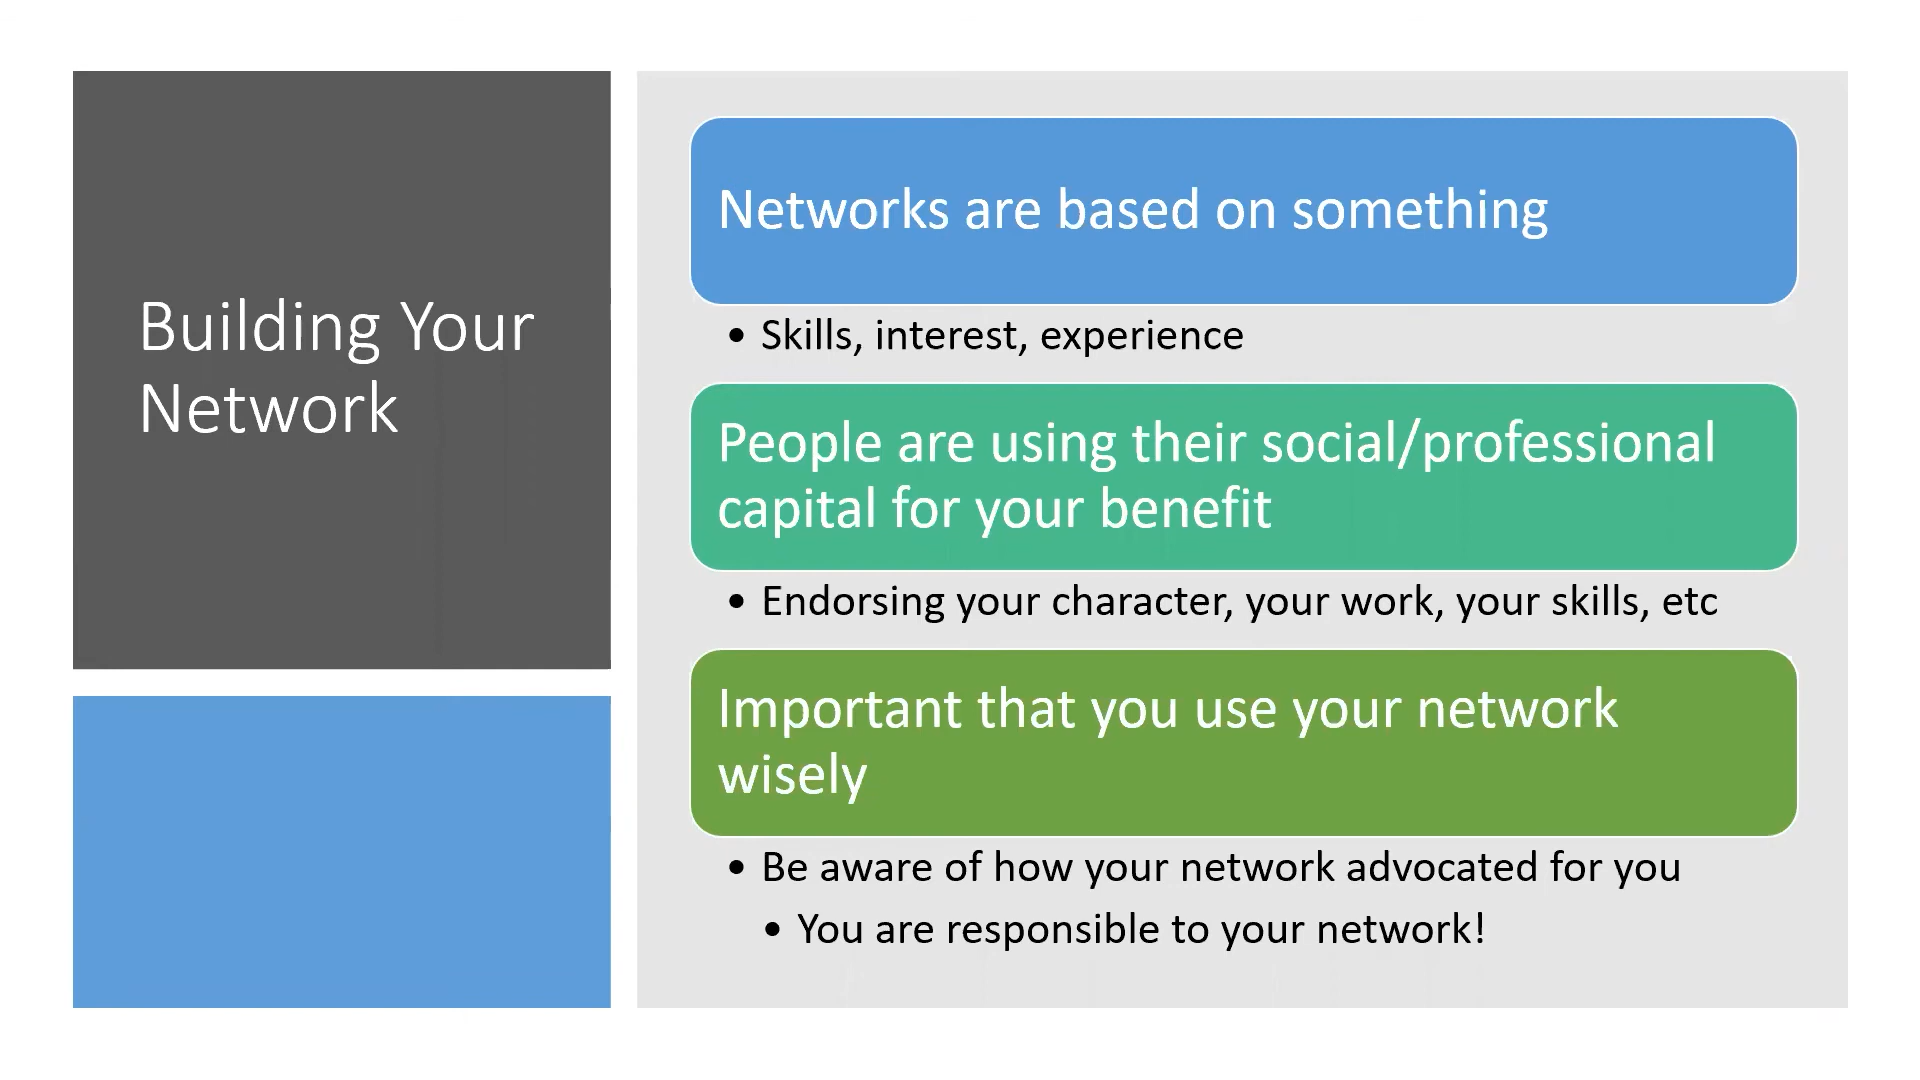 Building Your
Network
Networks are based on something
• Skills, interest, experience
People are using their social/professional
capital for your benefit
• Endorsing your character, your work, your skills, etc
Important that you use your network
wisely
• Be aware of how your network advocated for you
• You are responsible to your network!